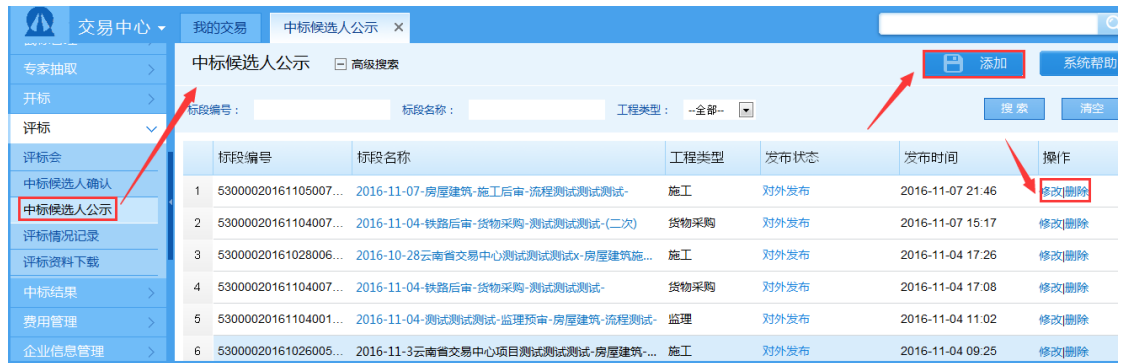 交易中心
我的交易
中标候选人公示 ×
专家抽取
开标
评标
评标会
中标候选人确认
中标候选人公示
评标情况记录
评标资料下载
中标结果
费用管理
企业信息管理
中标候选人公示 高级搜索 添加 系统帮助
标段编号： 标段名称： 工程类型： --全部-- 搜 索 清空
标段编号 标段名称 工程类型 发布状态 发布时间 操作
1 53000020161105007... 2016-11-07-房屋建筑-施工后审-流程测试测试测试- 施工 对外发布 2016-11-07 21:46 修改|删除
2 53000020161104007... 2016-11-04-铁路后审-货物采购-测试测试测试-(二次) 货物采购 对外发布 2016-11-07 15:17 修改|删除
3 53000020161028006... 2016-10-28云南省交易中心测试测试测试x-房屋建筑施... 施工 对外发布 2016-11-04 17:26 修改|删除
4 53000020161104007... 2016-11-04-铁路后审-货物采购-测试测试测试- 货物采购 对外发布 2016-11-04 17:08 修改|删除
5 53000020161104001... 2016-11-04-测试测试测试-监理预审-房屋建筑-流程测试- 监理 对外发布 2016-11-04 11:02 修改|删除
6 53000020161026005... 2016-11-3云南省交易中心项目测试测试测试-房屋建筑-... 施工 对外发布 2016-11-04 09:25 修改|删除